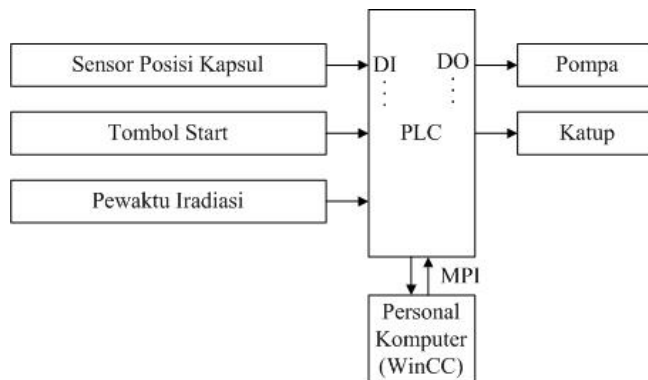 Sensor Posisi Kapsul
Tombol Start
Pewaktu Iradiasi
DI
DO
PLC
Pompa
Katup
MPI
Personal
Komputer
(WinCC)